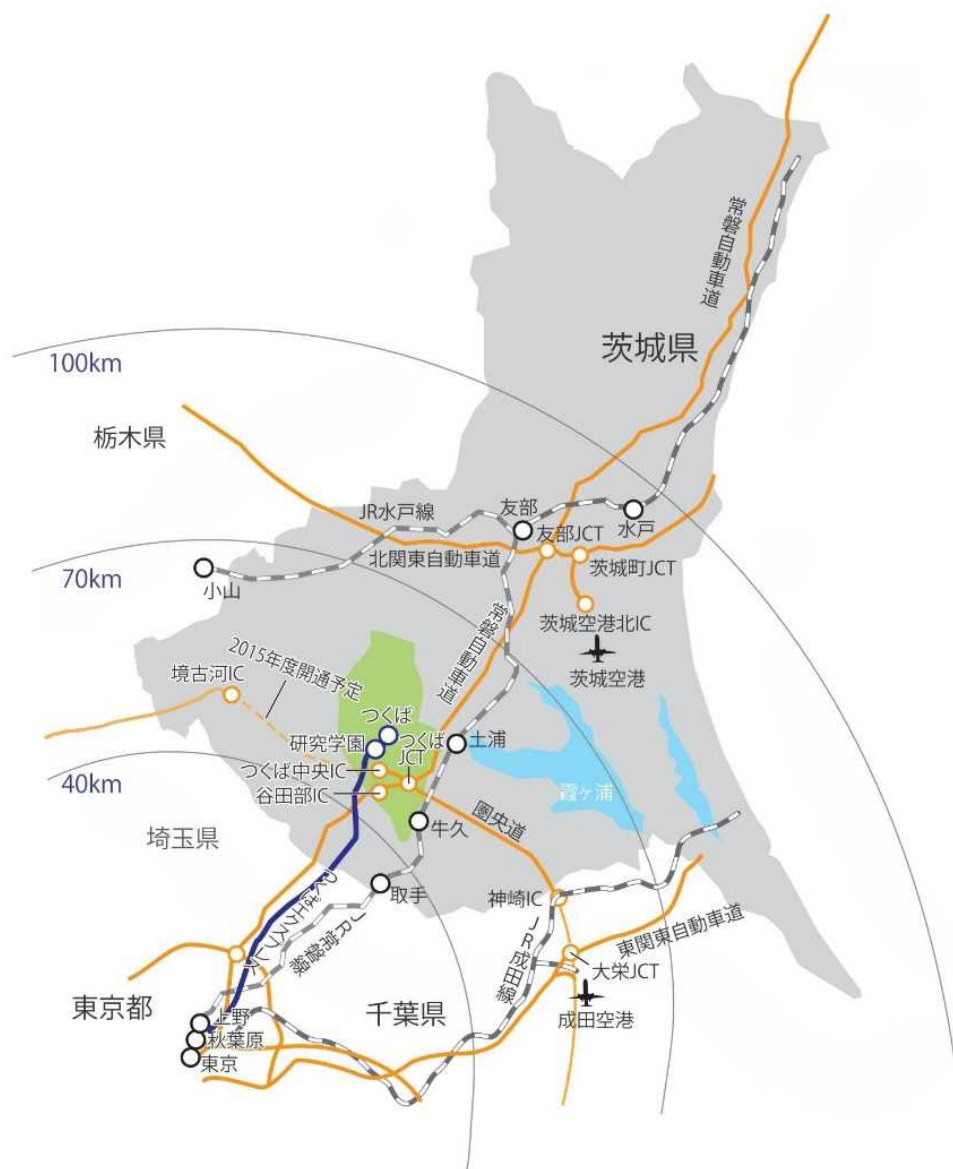 常磐自動車道
茨城県
100km
栃木県
JR水戸線
友部
水戸
友部JCT
北関東自動車道
茨城町JCT
70km
小山
茨城空港北IC
常磐自動車道
茨城空港
2015年度開通予定
境古河IC
つくば
研究学園
つくば
JCT
土浦
つくば中央IC
40km
谷田部IC
霞ヶ浦
圏央道
牛久
埼玉県
取手
神崎IC
つくばエクスプレス
JR常磐線
JR成田線
東関東自動車道
大栄JCT
東京都
千葉県
成田空港
上野
秋葉原
東京